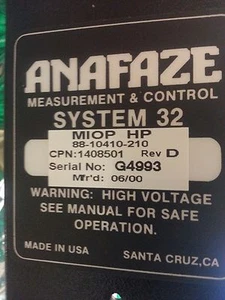 ANAFAZE
MEASUREMENT & CONTROL
SYSTEM 32
MIOP HP
88-10410-210
CPN:1408501 Rev D
Serial No: Q4993
Mfr'd: 06/00
WARNING: HIGH VOLTAGE
SEE MANUAL FOR SAFE
OPERATION.
MADE IN USA SANTA CRUZ,CA